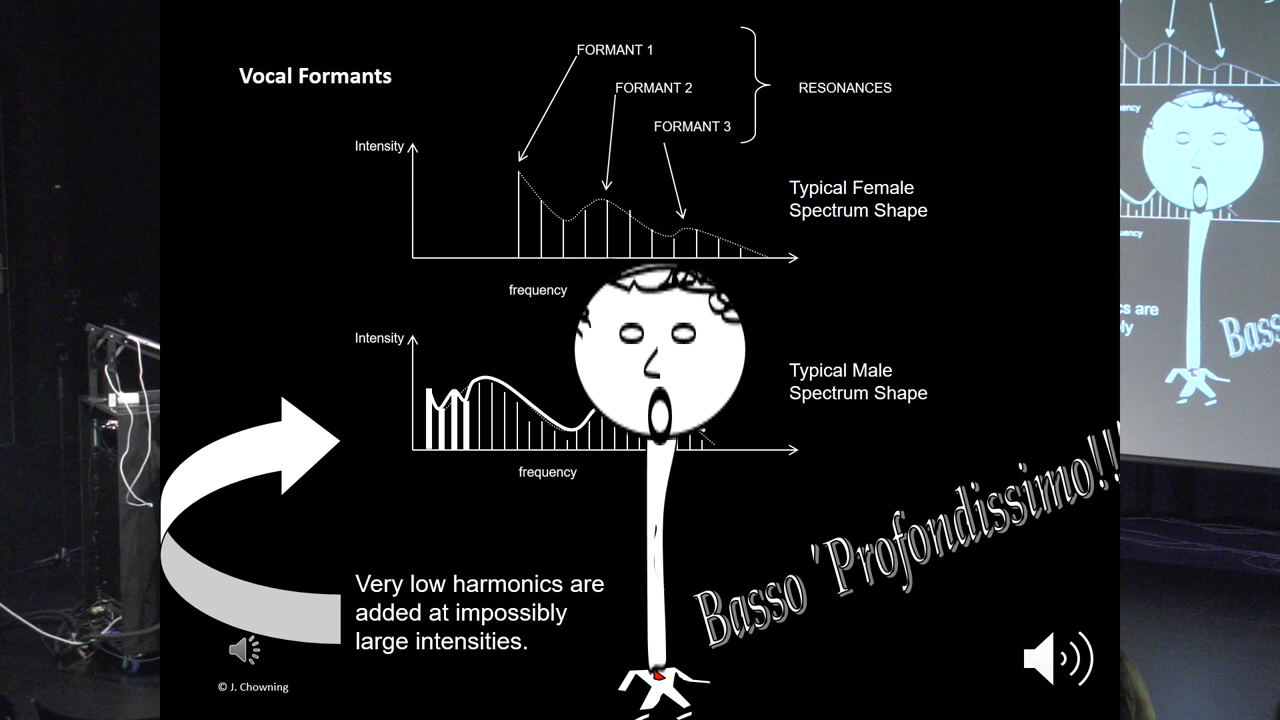 Vocal Formants
FORMANT 1
FORMANT 2
FORMANT 3
RESONANCES
Intensity
Typical Female
Spectrum Shape
frequency
Intensity
Typical Male
Spectrum Shape
frequency
Very low harmonics are
added at impossibly
large intensities.
Basso 'Profondissimo!!
© J. Chowning
Bass